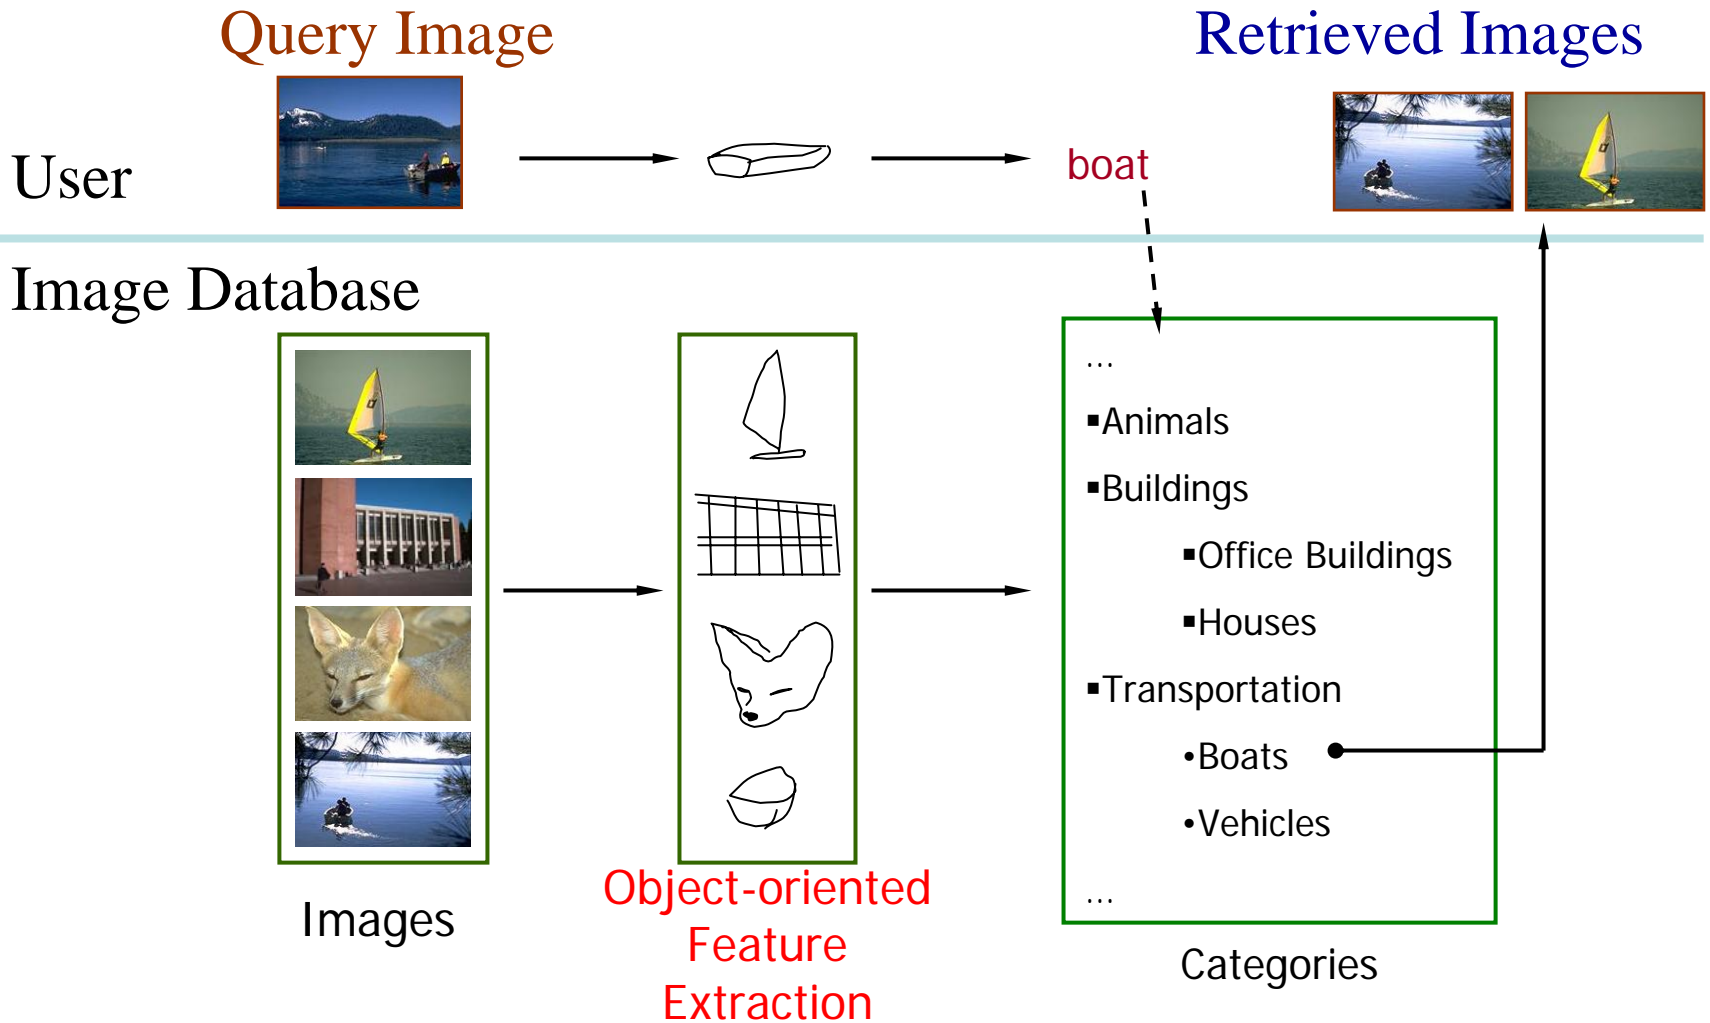 Query Image
Retrieved Images
User
boat
Image Database
...
▪Animals
▪Buildings
▪Office Buildings
▪Houses
▪Transportation
•Boats
•Vehicles
...
Images
Object-oriented
Feature
Extraction
Categories